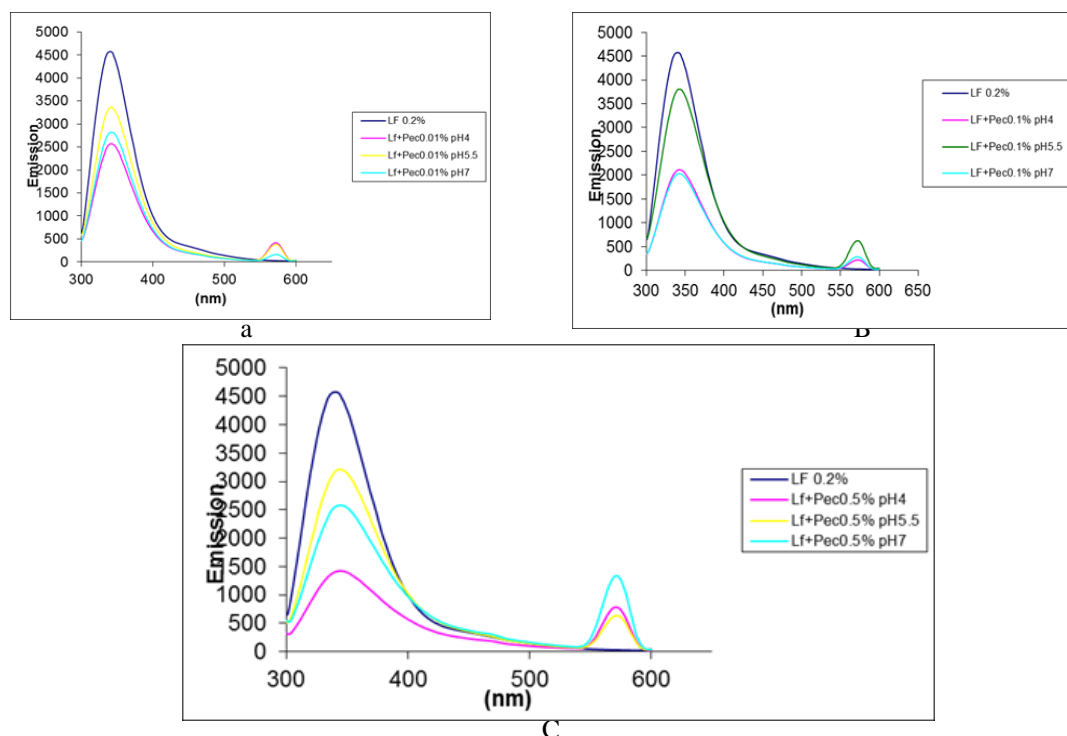 5000
4500
4000
3500
3000
2500
2000
1500
1000
500
0
Emission
300 400 500 600
(nm)
LF 0.2%
Lf+Pec0.01% pH4
Lf+Pec0.01% pH5.5
Lf+Pec0.01% pH7
a
5000
4500
4000
3500
3000
2500
2000
1500
1000
500
0
Emission
300 350 400 450 500 550 600 650
(nm)
LF 0.2%
LF+Pec0.1% pH4
LF+Pec0.1% pH5.5
LF+Pec0.1% pH7
B
5000
4500
4000
3500
3000
2500
2000
1500
1000
500
0
Emission
300 400 500 600
(nm)
LF 0.2%
Lf+Pec0.5% pH4
Lf+Pec0.5% pH5.5
Lf+Pec0.5% pH7
C